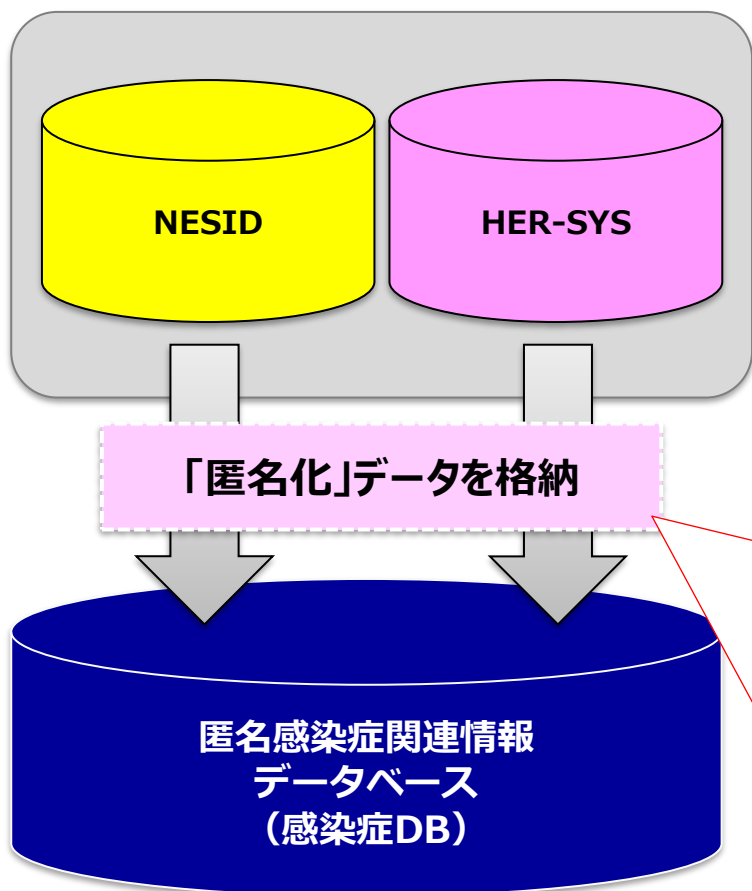 NESID
HER-SYS
「匿名化」データを格納
匿名感染症関連情報
データベース
（感染症DB）